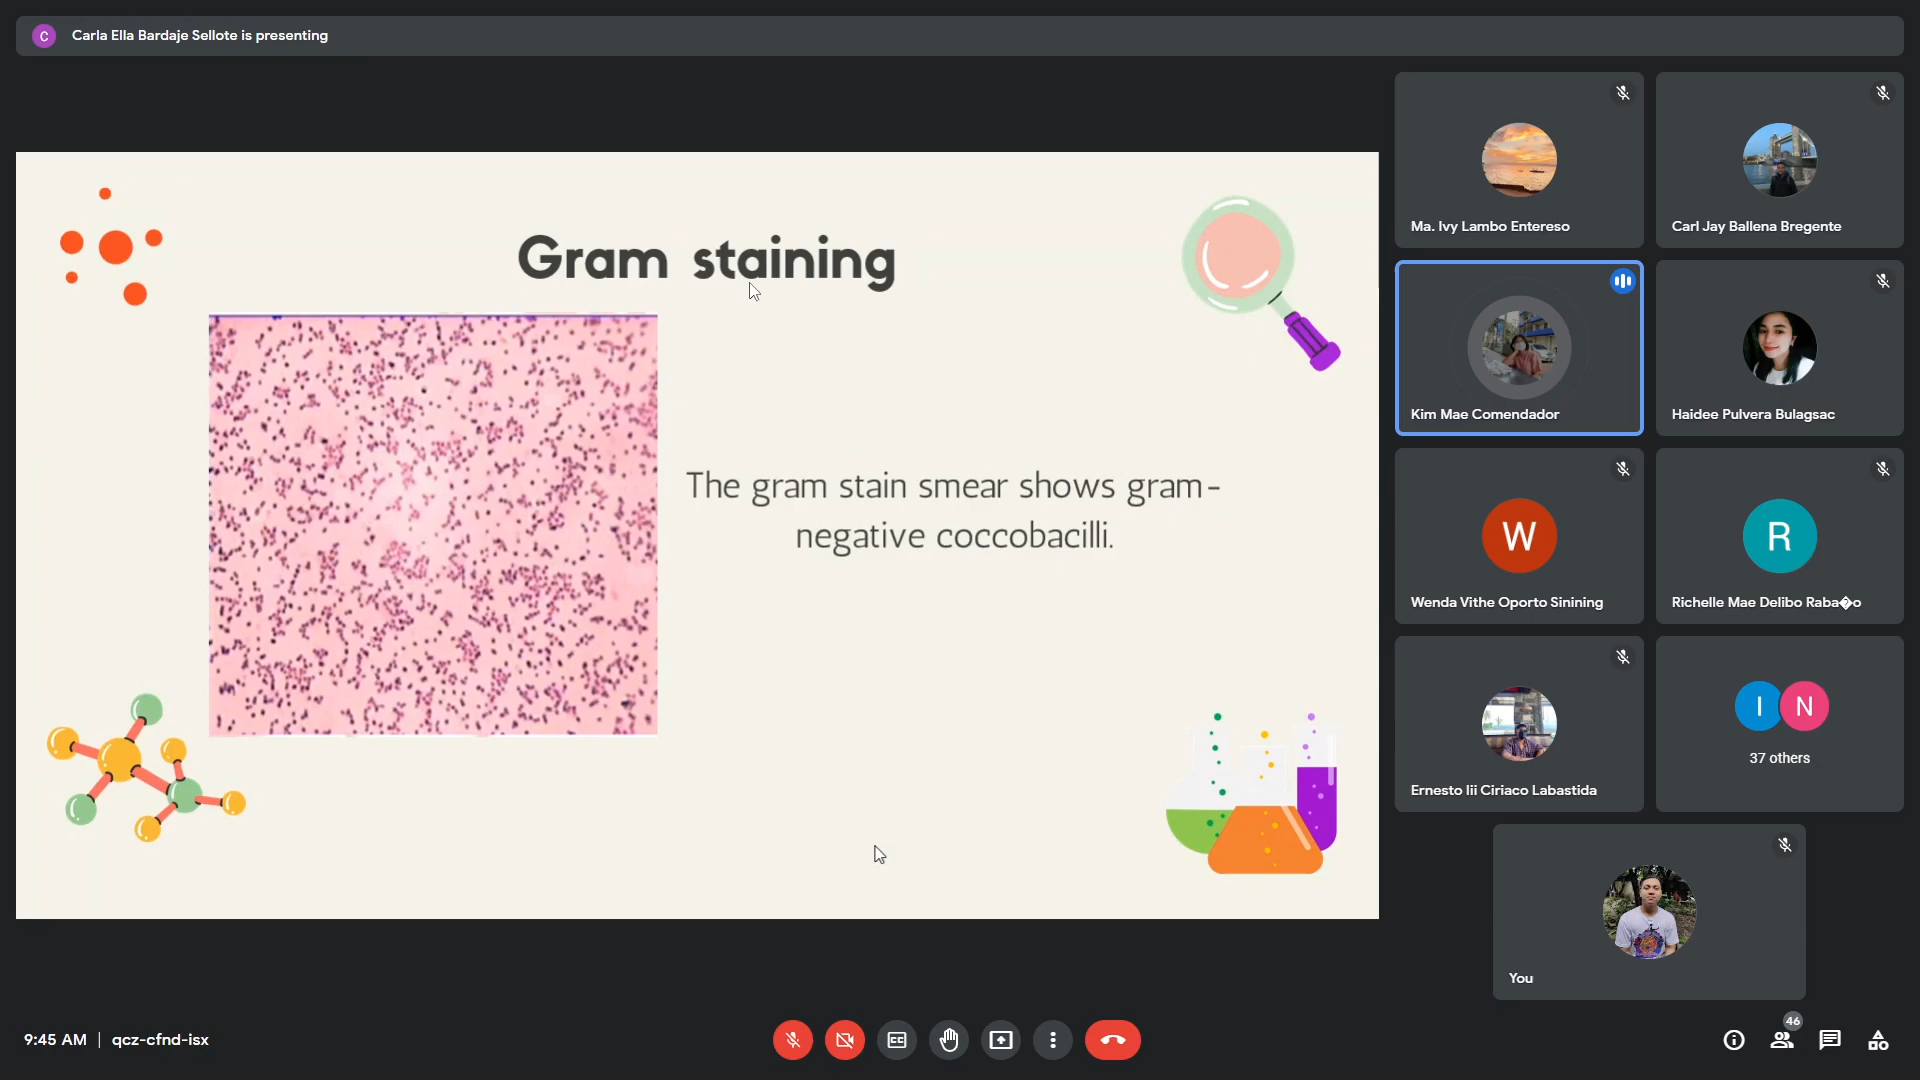 C
Carla Ella Bardaje Sellote is presenting
Gram staining
The gram stain smear shows gram-
negative coccobacilli.
Ma. Ivy Lambo Entereso
Carl Jay Ballena Bregente
Kim Mae Comendador
Haidee Pulvera Bulagsac
W
Wenda Vithe Oporto Sinining
R
Richelle Mae Delibo Raba�o
Ernesto Iii Ciriaco Labastida
I
N
37 others
You
9:45 AM | qcz-cfnd-isx
CC
46